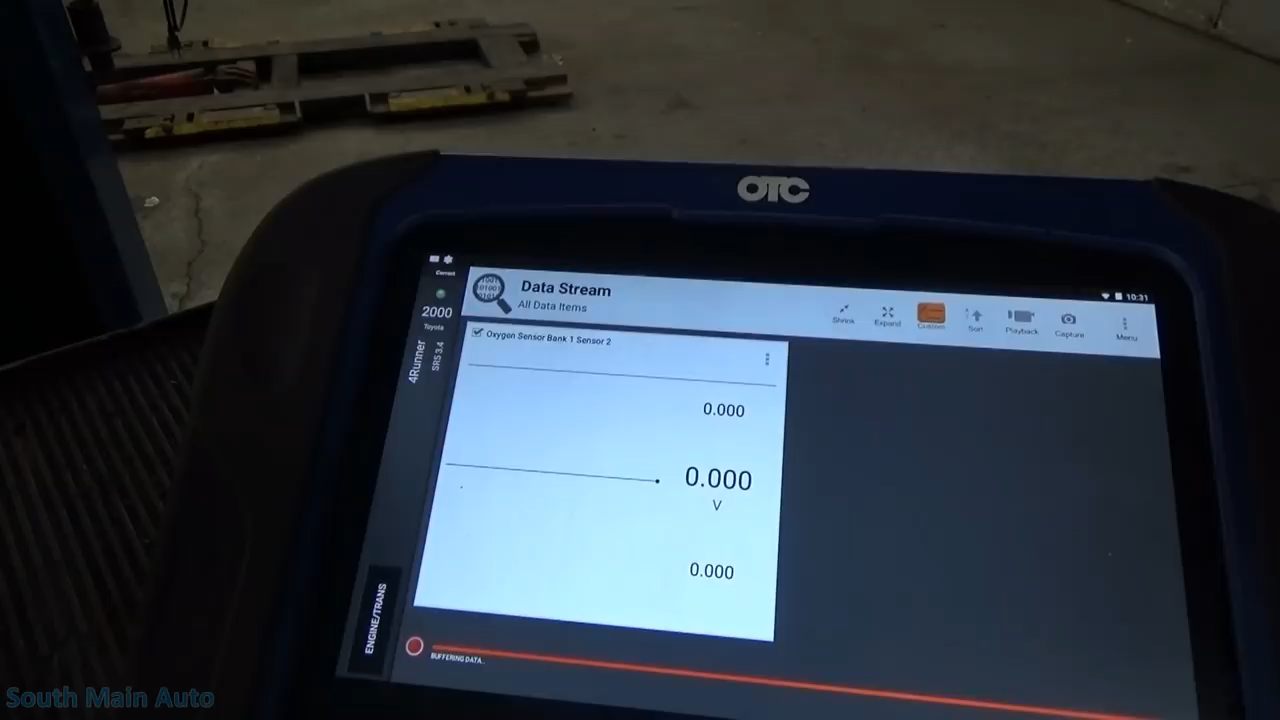 OTC
Current
2000
Toyota
4Runner
SR5 3.4
ENGINE/TRANS
Data Stream
All Data Items
Shrink
Expand
Custom
Sort
Playback
Capture
Menu
10:31
Oxygen Sensor Bank 1 Sensor 2
0.000
0.000
V
0.000
BUFFERING DATA..
South Main Auto